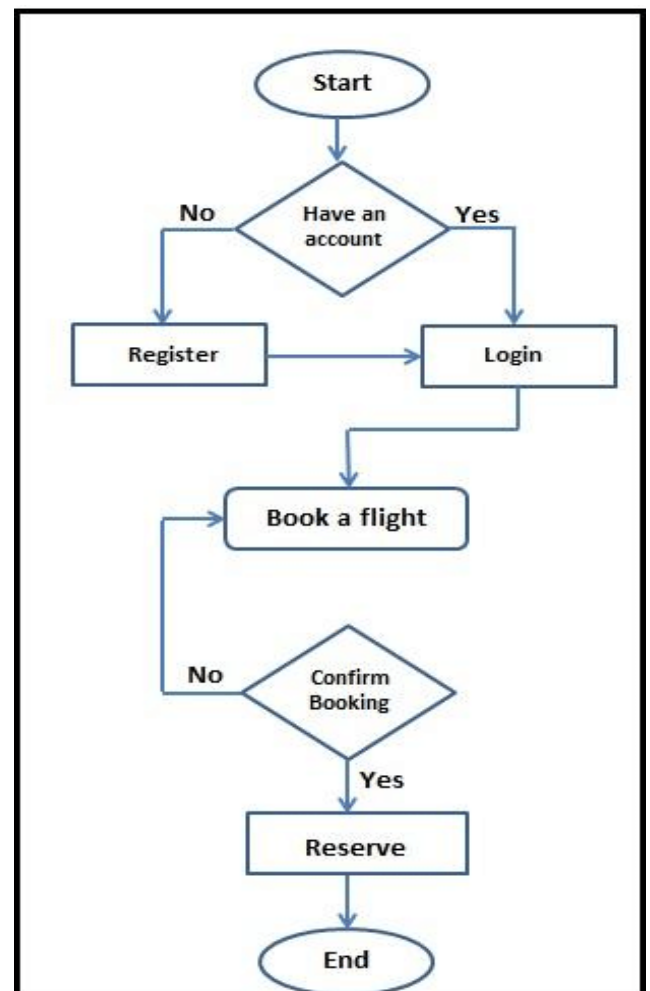 Start
Have an
account
No
Yes
Register
Login
Book a flight
Confirm
Booking
No
Yes
Reserve
End